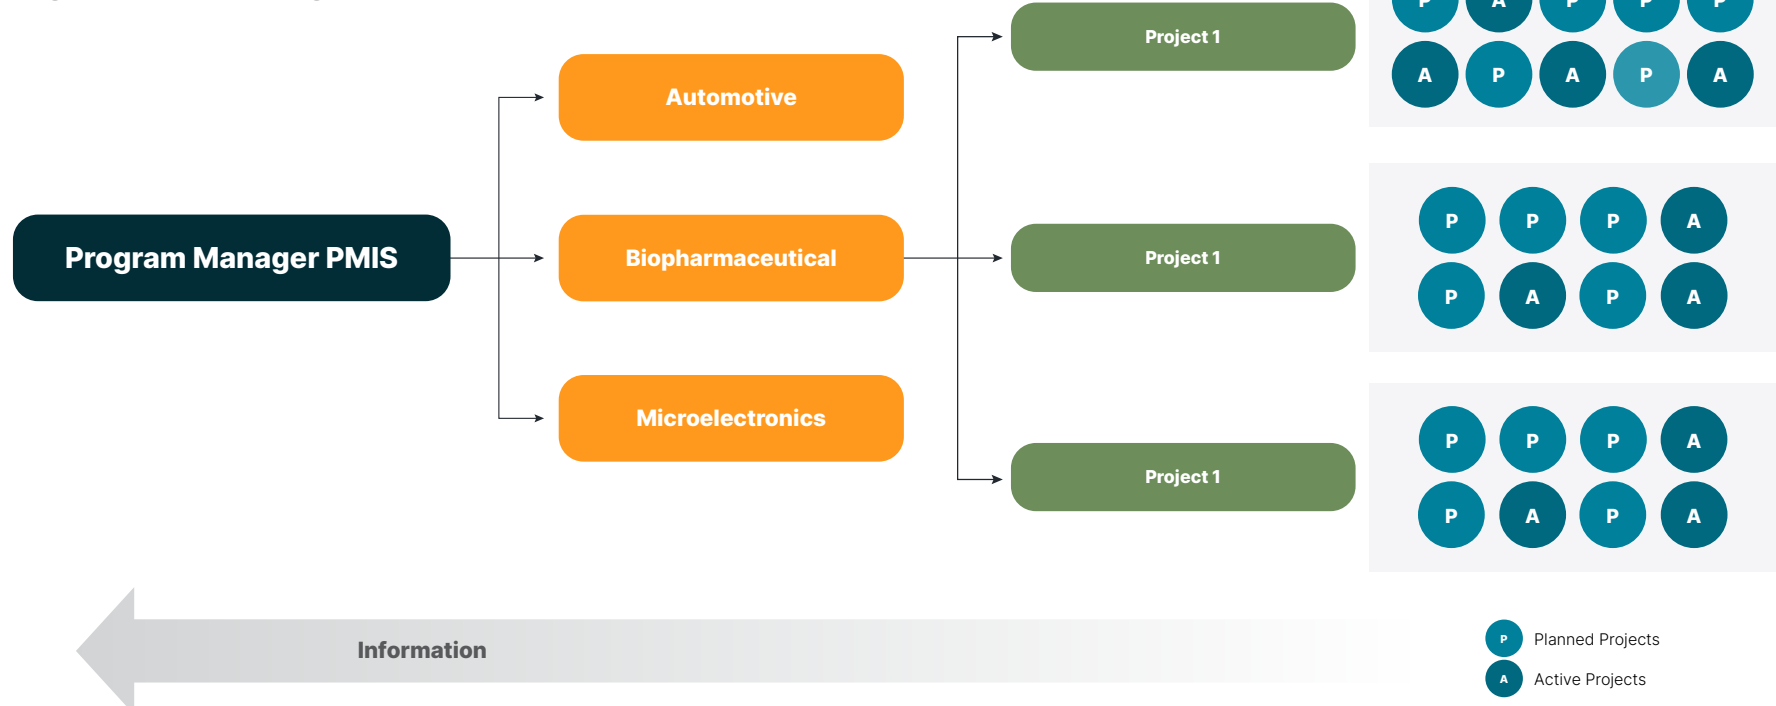 Project 1
P A P P P
A P A P A
Automotive
Program Manager PMIS
Biopharmaceutical
Project 1
P P P A
P A P A
Microelectronics
Project 1
P P P A
P A P A
Information
P Planned Projects
A Active Projects